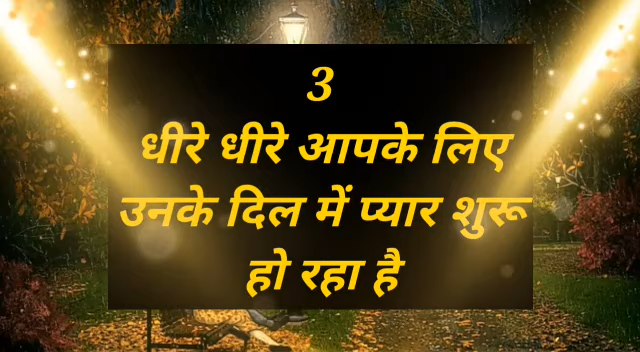 3
धीरे धीरे आपके लिए
उनके दिल में प्यार शुरू
हो रहा है